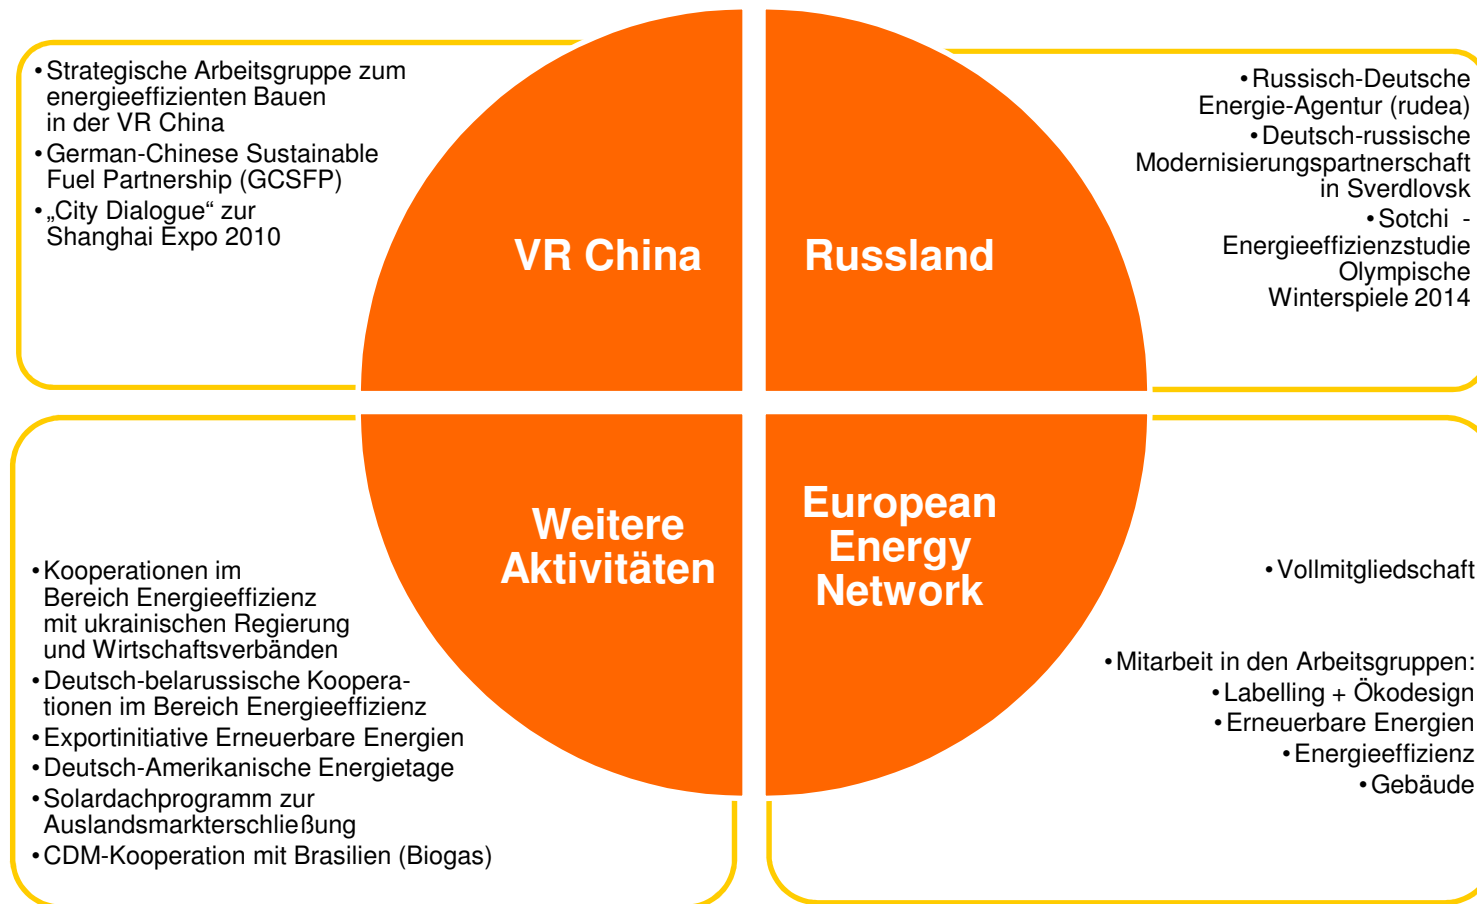 • Strategische Arbeitsgruppe zum
energieeffizienten Bauen
in der VR China
• German-Chinese Sustainable
Fuel Partnership (GCSFP)
• „City Dialogue“ zur
Shanghai Expo 2010
VR China
Russland
• Russisch-Deutsche
Energie-Agentur (rudea)
• Deutsch-russische
Modernisierungspartnerschaft
in Sverdlovsk
• Sotchi -
Energieeffizienzstudie
Olympische
Winterspiele 2014
• Kooperationen im
Bereich Energieeffizienz
mit ukrainischen Regierung
und Wirtschaftsverbänden
• Deutsch-belarussische Koopera-
tionen im Bereich Energieeffizienz
• Exportinitiative Erneuerbare Energien
• Deutsch-Amerikanische Energietage
• Solardachprogramm zur
Auslandsmarkterschließung
• CDM-Kooperation mit Brasilien (Biogas)
Weitere
Aktivitäten
European
Energy
Network
• Vollmitgliedschaft
• Mitarbeit in den Arbeitsgruppen:
• Labelling + Ökodesign
• Erneuerbare Energien
• Energieeffizienz
• Gebäude